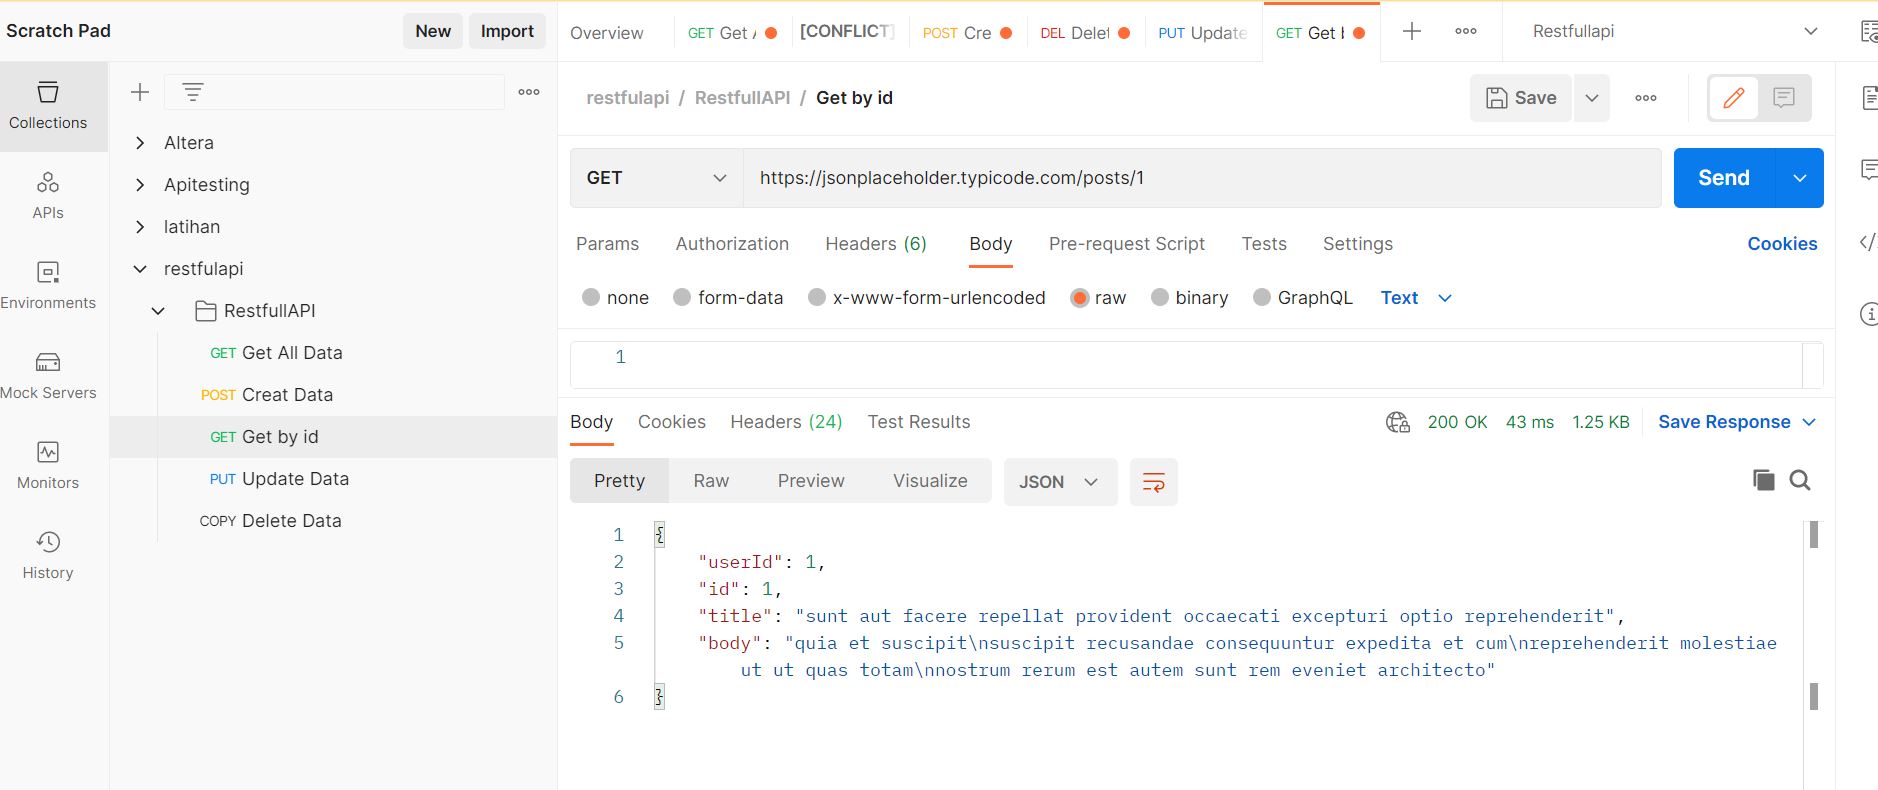 Scratch Pad
New
Import
Overview
GET Get A
[CONFLICT]
POST Cre
DEL Delet
PUT Update
GET Get b
Restfullapi
Collections
APIs
Environments
Mock Servers
Monitors
History
Altera
Apitesting
latihan
restfulapi
RestfullAPI
GET Get All Data
POST Creat Data
GET Get by id
PUT Update Data
COPY Delete Data
restfulapi / RestfullAPI / Get by id
Save
GET
https://jsonplaceholder.typicode.com/posts/1
Send
Params Authorization Headers (6) Body Pre-request Script Tests Settings Cookies
none form-data x-www-form-urlencoded raw binary GraphQL Text
1
Body Cookies Headers (24) Test Results 200 OK 43 ms 1.25 KB Save Response
Pretty Raw Preview Visualize JSON
1 {
2 "userId": 1,
3 "id": 1,
4 "title": "sunt aut facere repellat provident occaecati excepturi optio reprehenderit",
5 "body": "quia et suscipit\nsuscipit recusandae consequuntur expedita et cum\nreprehenderit molestiae
ut ut quas totam\nnostrum rerum est autem sunt rem eveniet architecto"
6 }